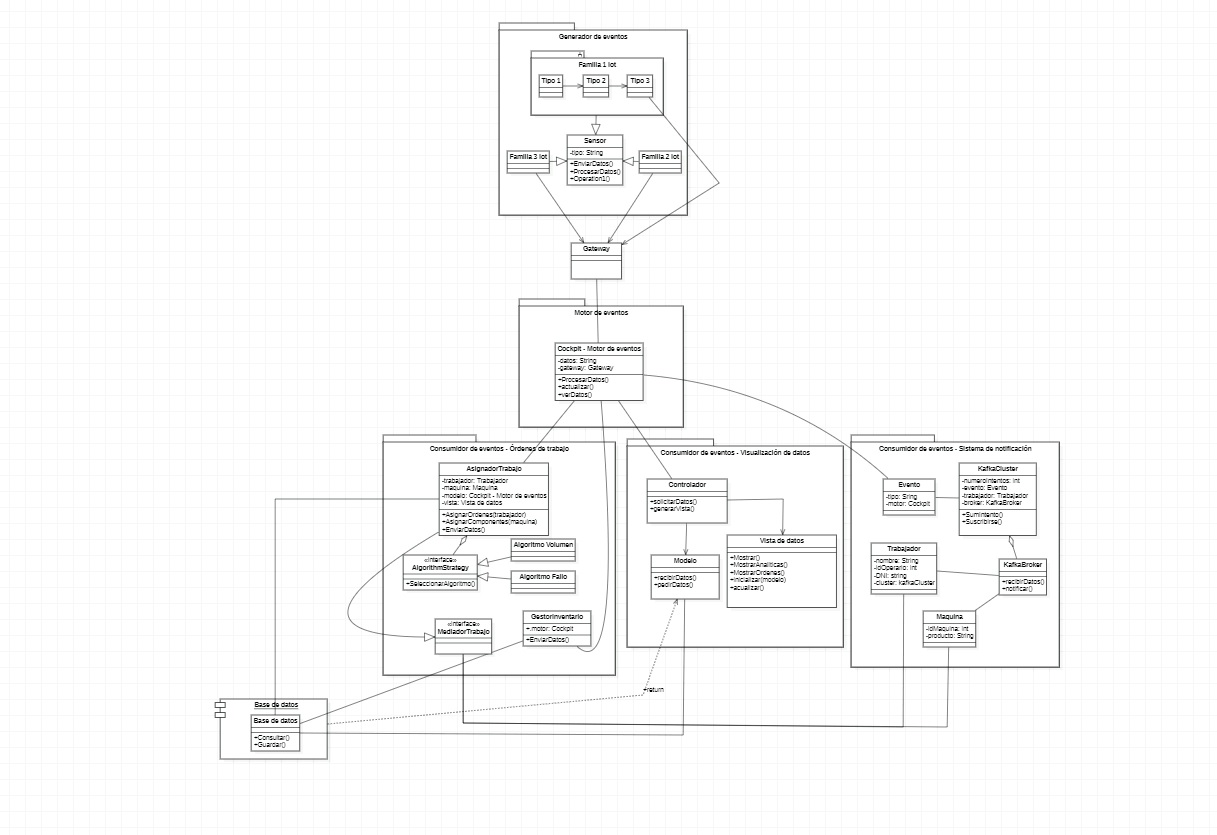 Generador de eventos
Familia 1 Iot
Tipo 1
Tipo 2
Tipo 3
Sensor
-tipo: String
+EnviarDatos()
+ProcesarDatos()
+Operation1()
Familia 3 Iot
Familia 2 Iot
Gateway
Motor de eventos
Cockpit - Motor de eventos
-datos: String
-gateway: Gateway
+ProcesarDatos()
+actualizar()
+verDatos()
Consumidor de eventos - Órdenes de trabajo
AsignadorTrabajo
-trabajador: Trabajador
-maquina: Maquina
-modelo: Cockpit - Motor de eventos
-vista: Vista de datos
+AsignarOrdenes(trabajador)
+AsignarComponentes(maquina)
+EnviarDatos()
«interface»
AlgorithmStrategy
+SeleccionarAlgoritmo()
Algoritmo Volumen
Algoritmo Fallo
«interface»
MediadorTrabajo
GestorInventario
+.motor: Cockpit
+EnviarDatos()
Consumidor de eventos - Visualización de datos
Controlador
+solicitarDatos()
+generarVista()
Modelo
+recibirDatos()
+pedirDatos()
Vista de datos
+Mostrar()
+MostrarAnaliticas()
+MostrarOrdenes()
+inicializar(modelo)
+acualizar()
Consumidor de eventos - Sistema de notificación
Evento
-tipo: String
-motor: Cockpit
KafkaCluster
-numeroIntentos: int
-evento: Evento
-trabajador: Trabajador
-broker: KafkaBroker
+SumIntento()
+Suscribirse()
Trabajador
-nombre: String
-idOperario: int
-DNI: string
-cluster: kafkaCluster
KafkaBroker
+recibirDatos()
+notificar()
Maquina
-idMaquina: int
-producto: String
+return
Base de datos
Base de datos
+Consultar()
+Guardar()